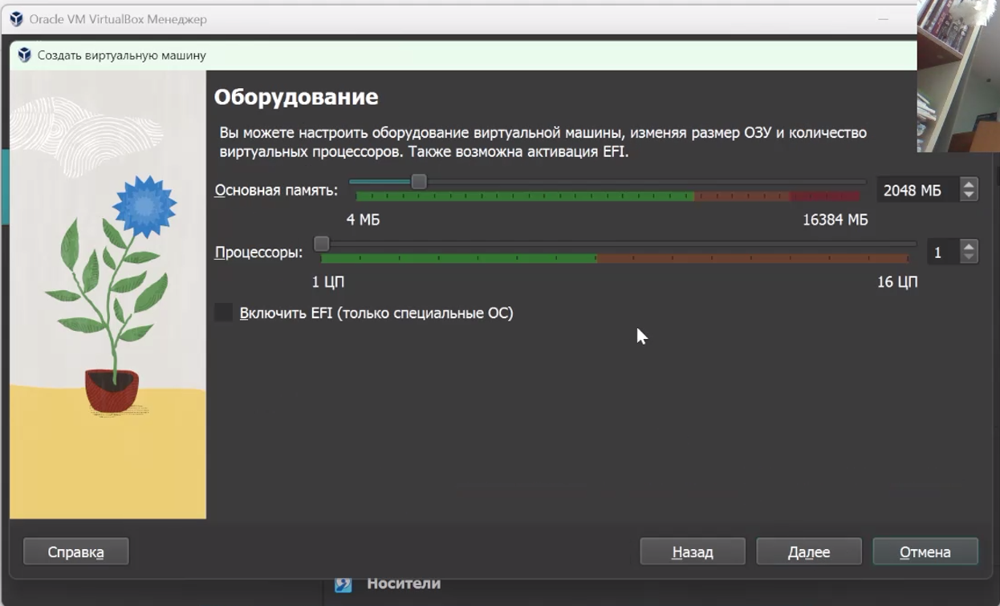 Oracle VM VirtualBox Менеджер
Создать виртуальную машину
Оборудование
Вы можете настроить оборудование виртуальной машины, изменяя размер ОЗУ и количество
виртуальных процессоров. Также возможна активация EFI.
Основная память:
2048 МБ
4 МБ
16384 МБ
Процессоры:
1
1 ЦП
16 ЦП
Включить EFI (только специальные ОС)
Справка
Назад
Далее
Отмена
Носители